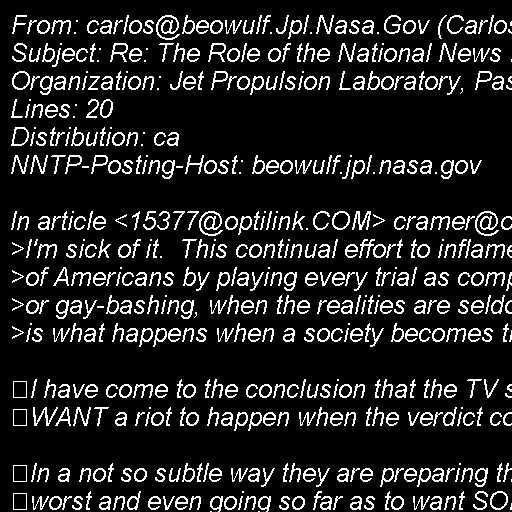 From: carlos@beowulf.Jpl.Nasa.Gov (Carlos
Subject: Re: The Role of the National News
Organization: Jet Propulsion Laboratory, Pas
Lines: 20
Distribution: ca
NNTP-Posting-Host: beowulf.jpl.nasa.gov

In article <15377@optilink.COM> cramer@o
>I'm sick of it.  This continual effort to inflame
>of Americans by playing every trial as comp
>or gay-bashing, when the realities are seldo
>is what happens when a society becomes t

I have come to the conclusion that the TV s
WANT a riot to happen when the verdict co

In a not so subtle way they are preparing th
worst and even going so far as to want SO